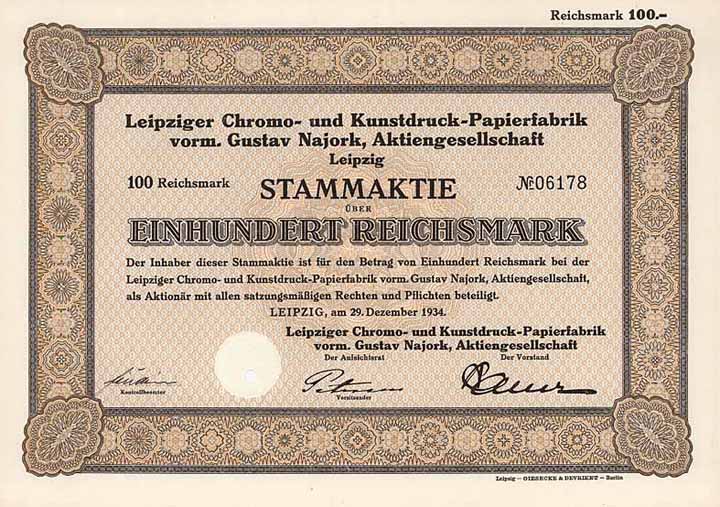 Reichsmark 100.–
Leipziger Chromo- und Kunstdruck-Papierfabrik
vorm. Gustav Najork, Aktiengesellschaft
Leipzig
100 Reichsmark STAMMAKTIE № 06178
ÜBER
EINHUNDERT REICHSMARK
Der Inhaber dieser Stammaktie ist für den Betrag von Einhundert Reichsmark bei der
Leipziger Chromo- und Kunstdruck-Papierfabrik vorm. Gustav Najork, Aktiengesellschaft,
als Aktionär mit allen satzungsmäßigen Rechten und Pflichten beteiligt.
LEIPZIG, am 29. Dezember 1934.
Leipziger Chromo- und Kunstdruck-Papierfabrik
vorm. Gustav Najork, Aktiengesellschaft
Der Aufsichtsrat Der Vorstand
Kontrollbeamter
Vorsitzender
Leipzig — GIESECKE & DEVRIENT — Berlin